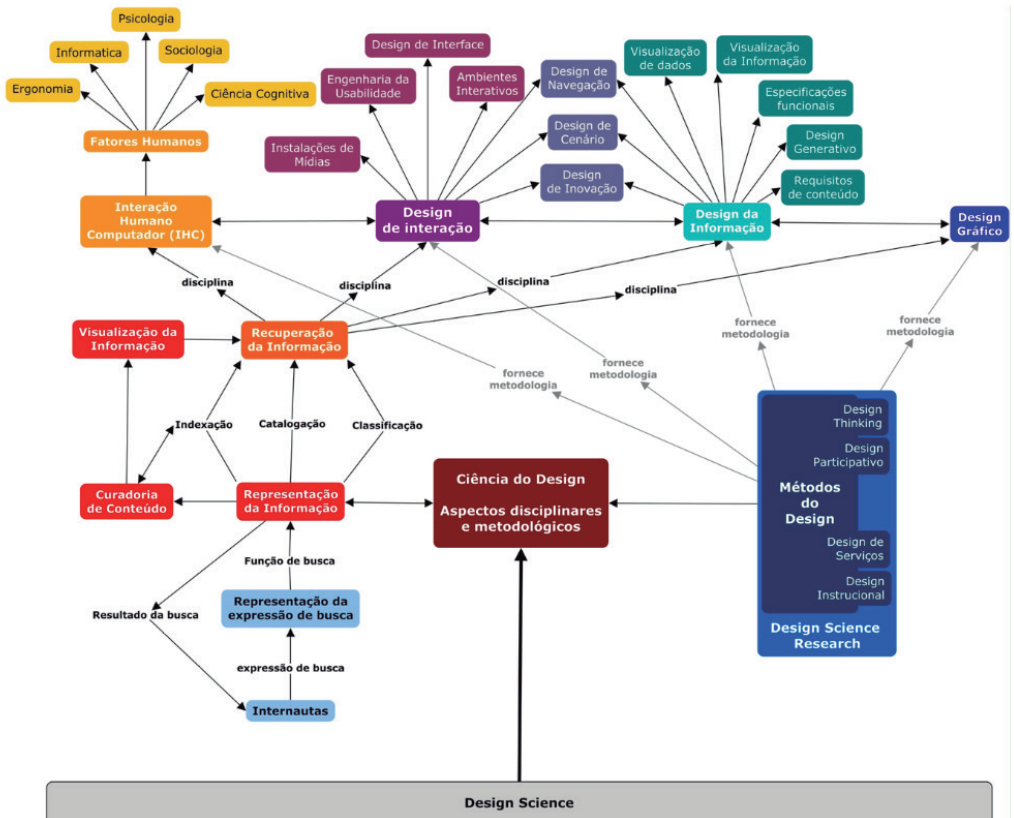 Psicologia
Informatica
Sociologia
Ergonomia
Ciência Cognitiva
Fatores Humanos
Design de Interface
Engenharia da
Usabilidade
Ambientes
Interativos
Instalações de
Mídias
Design de
Navegação
Design de
Cenário
Design
de Inovação
Visualização
de dados
Visualização
da Informação
Especificações
funcionais
Design
Generativo
Requisitos
de conteúdo
Interação
Humano
Computador (IHC)
Design
de interação
Design da
Informação
Design
Gráfico
disciplina
disciplina
disciplina
disciplina
Visualização da
Informação
Recuperação
da Informação
fornece
metodologia
fornece
metodologia
fornece
metodologia
fornece
metodologia
Indexação
Catalogação
Classificação
Curadoria
de Conteúdo
Representação
da Informação
Ciência do Design
Aspectos disciplinares
e metodológicos
Design
Thinking
Design
Participativo
Métodos
do
Design
Design de
Serviços
Design
Instrucional
Design Science
Research
Função de busca
Resultado da busca
Representação da
expressão de busca
expressão de busca
Internautas
Design Science